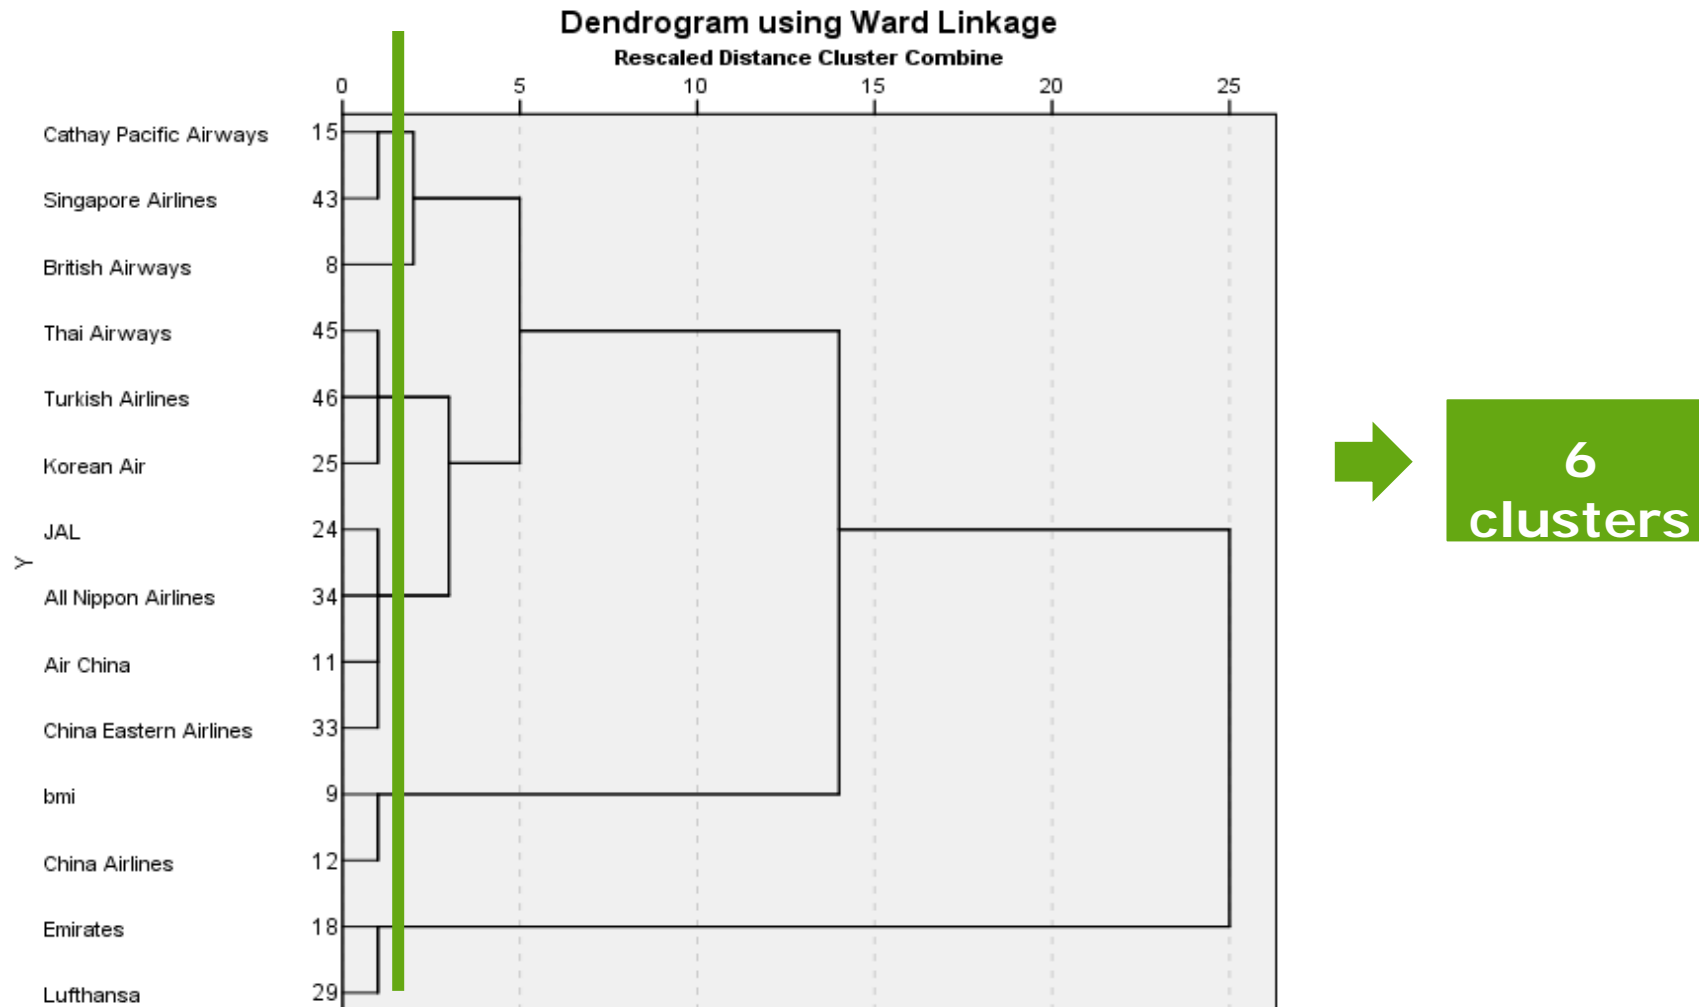 Dendrogram using Ward Linkage
Rescaled Distance Cluster Combine
0 5 10 15 20 25
Cathay Pacific Airways 15
Singapore Airlines 43
British Airways 8
Thai Airways 45
Turkish Airlines 46
Korean Air 25
JAL 24
Y
All Nippon Airlines 34
Air China 11
China Eastern Airlines 33
bmi 9
China Airlines 12
Emirates 18
Lufthansa 29
6
clusters